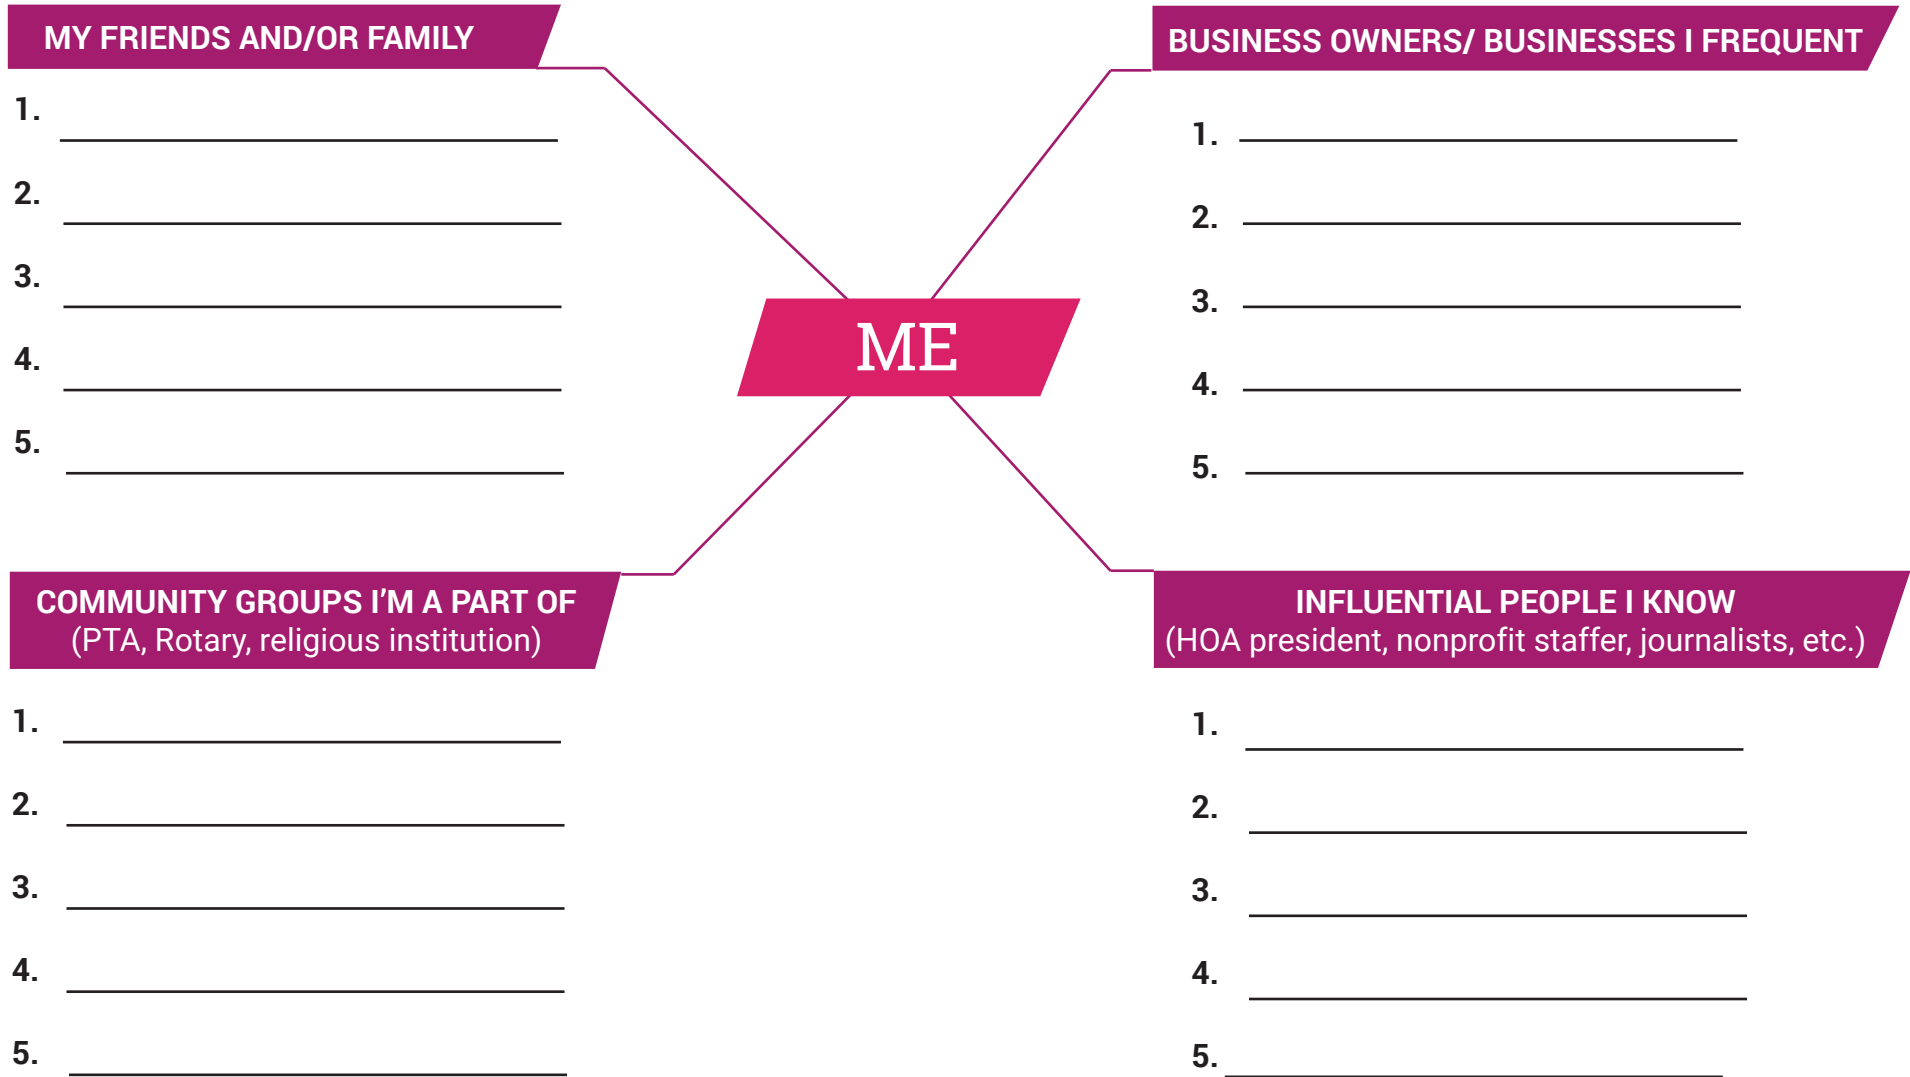 MY FRIENDS AND/OR FAMILY
1.
2.
3.
4.
5.
BUSINESS OWNERS/ BUSINESSES I FREQUENT
1.
2.
3.
4.
5.
ME
COMMUNITY GROUPS I’M A PART OF
(PTA, Rotary, religious institution)
1.
2.
3.
4.
5.
INFLUENTIAL PEOPLE I KNOW
(HOA president, nonprofit staffer, journalists, etc.)
1.
2.
3.
4.
5.